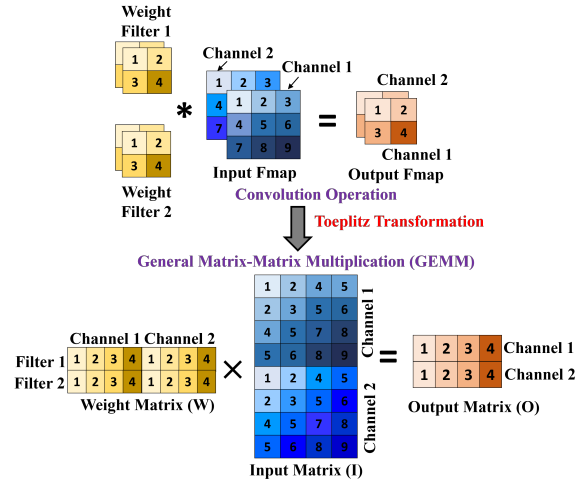 Weight
Filter 1
1 2
3 4
Channel 2
Channel 1
1 2 3
4
7
1 2 3
4 5 6
7 8 9
*
=
Channel 2
1 2
3 4
Channel 1
1 2
3 4
Weight
Filter 2
Input Fmap
Output Fmap
Convolution Operation
Toeplitz Transformation
General Matrix-Matrix Multiplication (GEMM)
Channel 1 Channel 2
Filter 1 1 2 3 4 1 2 3 4
Filter 2 1 2 3 4 1 2 3 4
Weight Matrix (W)
×
1 2 4 5
2 3 5 6
4 5 7 8
5 6 8 9
Channel 1
1 2 4 5
2 3 5 6
4 5 7 8
5 6 8 9
Channel 2
Input Matrix (I)
=
1 2 3 4 Channel 1
1 2 3 4 Channel 2
Output Matrix (O)